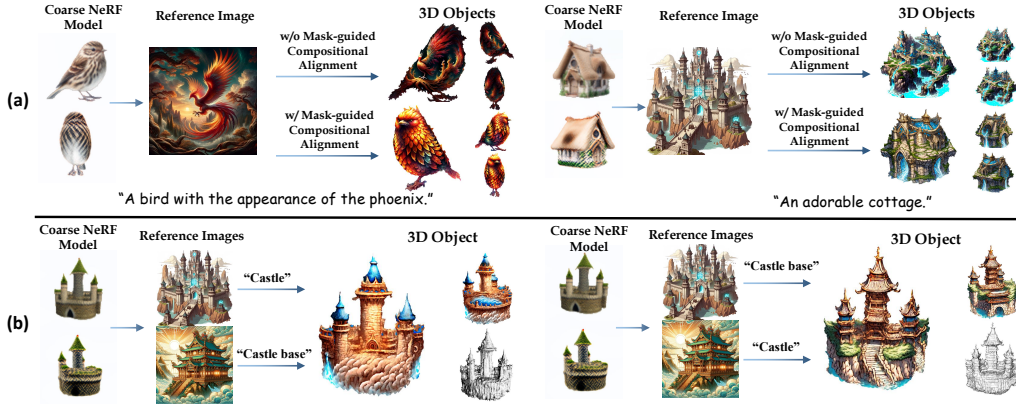 Coarse NeRF
Model
Reference Image
3D Objects
w/o Mask-guided
Compositional
Alignment
w/ Mask-guided
Compositional
Alignment
(a)
"A bird with the appearance of the phoenix."
Coarse NeRF
Model
Reference Image
3D Objects
w/o Mask-guided
Compositional
Alignment
w/ Mask-guided
Compositional
Alignment
"An adorable cottage."
Coarse NeRF
Model
Reference Images
3D Object
"Castle"
"Castle base"
(b)
Coarse NeRF
Model
Reference Images
3D Object
"Castle base"
"Castle"